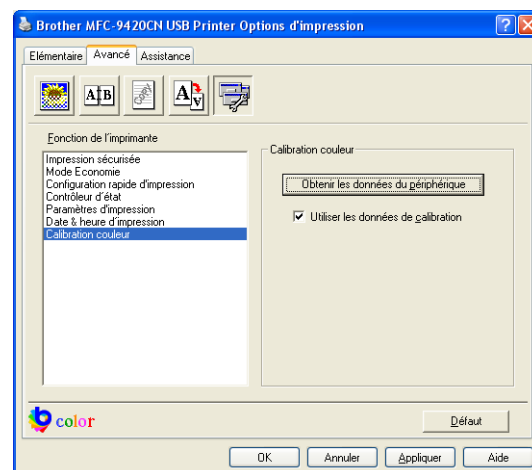 Brother MFC-9420CN USB Printer Options d'impression
Elémentaire Avancé Assistance
A B
A A
Fonction de l'imprimante
Impression sécurisée
Mode Economie
Configuration rapide d'impression
Contrôleur d'état
Paramètres d'impression
Date & heure d'impression
Calibration couleur
Calibration couleur
Obtenir les données du périphérique
Utiliser les données de calibration
color
Défaut
OK Annuler Appliquer Aide